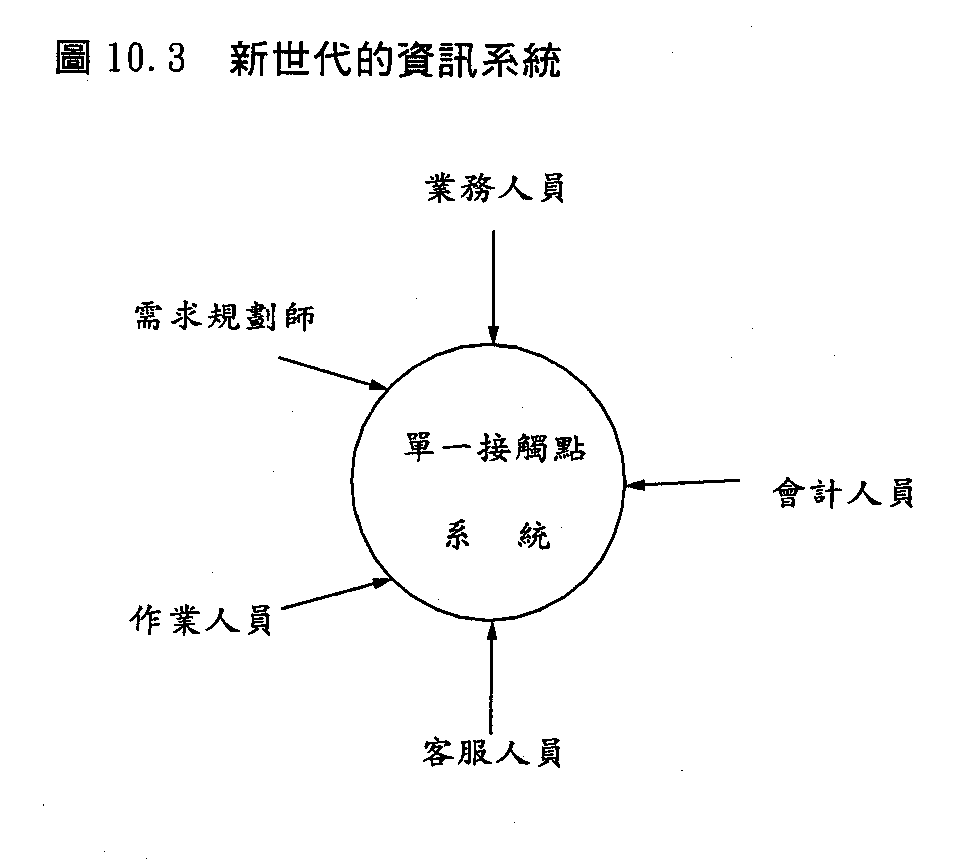 圖 10.3 新世代的資訊系統
業務人員
需求規劃師
單一接觸點
系 統
會計人員
作業人員
客服人員